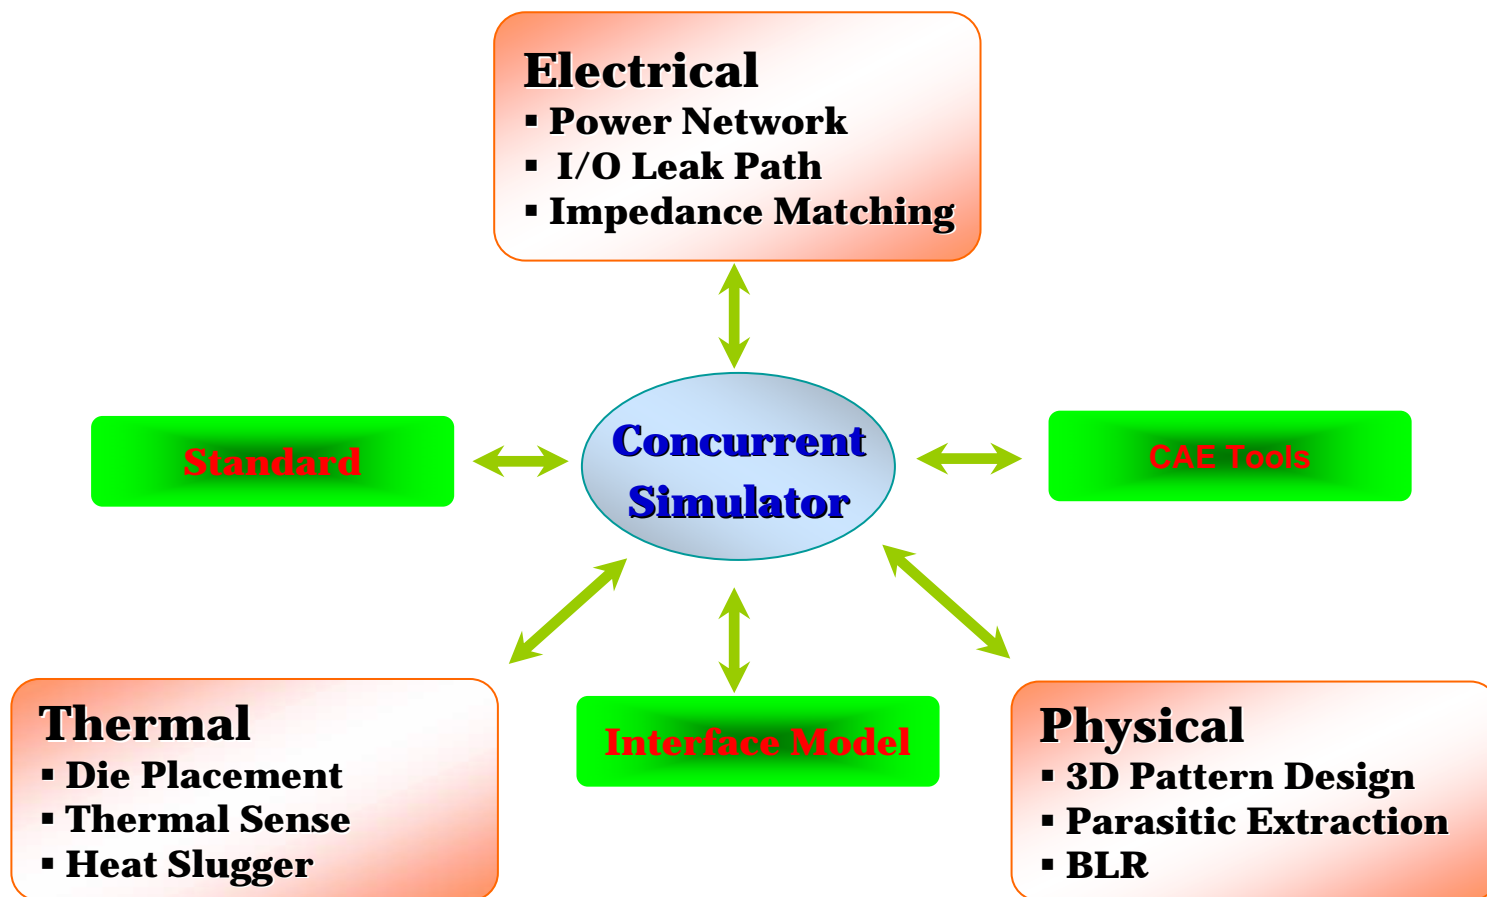 Electrical
▪ Power Network
▪ I/O Leak Path
▪ Impedance Matching
Standard
Concurrent
Simulator
CAE Tools
Thermal
▪ Die Placement
▪ Thermal Sense
▪ Heat Slugger
Interface Model
Physical
▪ 3D Pattern Design
▪ Parasitic Extraction
▪ BLR